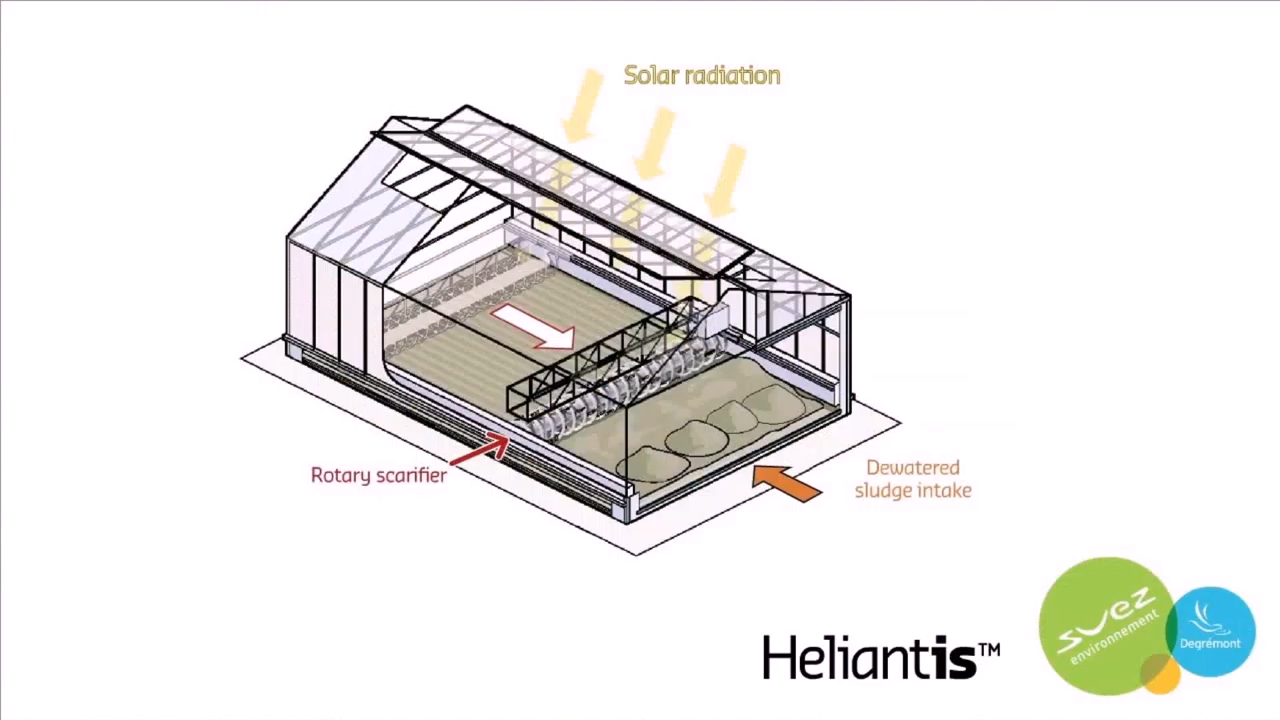 Solar radiation
Rotary scarifier
Dewatered
sludge intake
Heliantis™
suez
environnement
Degrémont